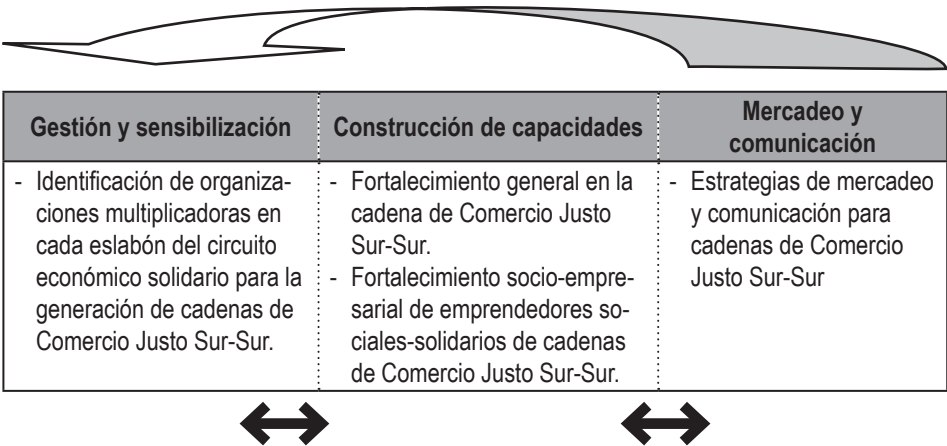 Gestión y sensibilización
Construcción de capacidades
Mercadeo y
comunicación
- Identificación de organiza-
ciones multiplicadoras en
cada eslabón del circuito
económico solidario para la
generación de cadenas de
Comercio Justo Sur-Sur.
- Fortalecimiento general en la
cadena de Comercio Justo
Sur-Sur.
- Fortalecimiento socio-empre-
sarial de emprendedores so-
ciales-solidarios de cadenas
de Comercio Justo Sur-Sur.
- Estrategias de mercadeo
y comunicación para
cadenas de Comercio
Justo Sur-Sur